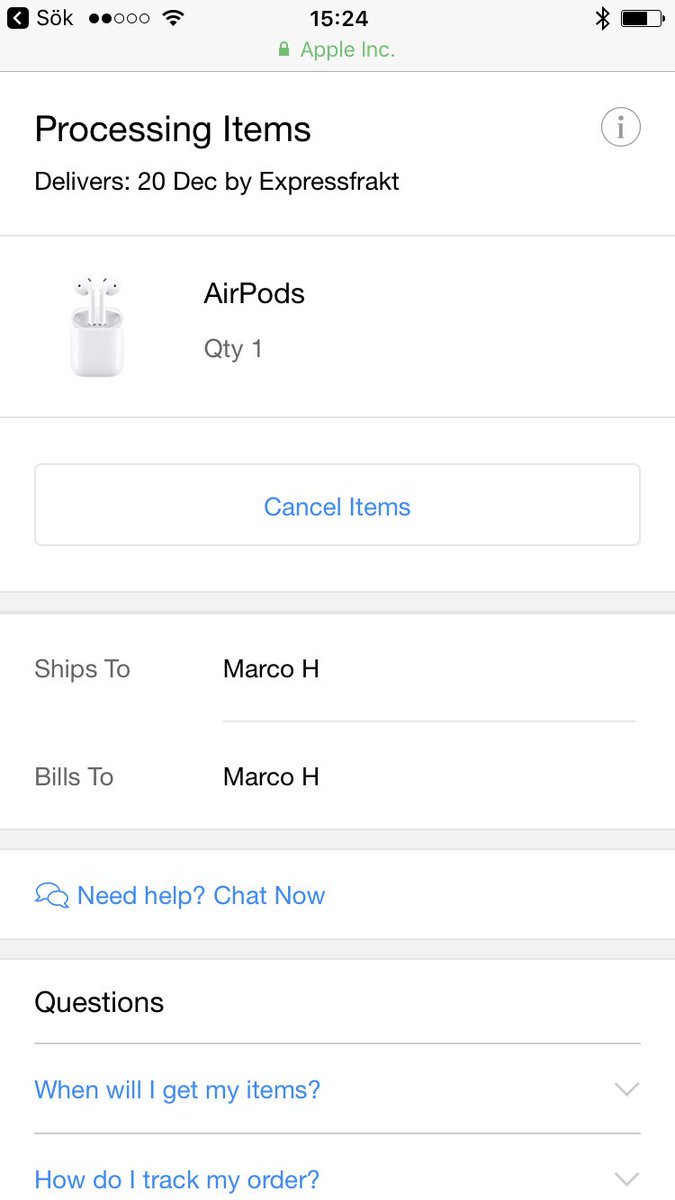 Sök 15:24
Apple Inc.
Processing Items
Delivers: 20 Dec by Expressfrakt
AirPods
Qty 1
Cancel Items
Ships To Marco H
Bills To Marco H
Need help? Chat Now
Questions
When will I get my items?
How do I track my order?